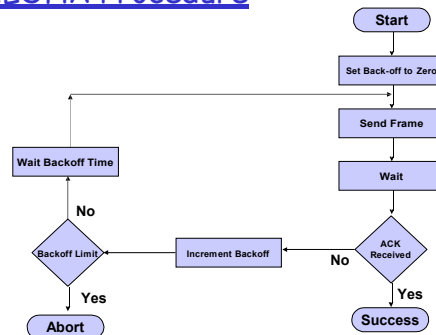 Procedure
Start
Set Back-off to Zero
Send Frame
Wait Backoff Time
Wait
No
ACK
Received
Backoff Limit
Increment Backoff
No
Yes
Yes
Success
Abort